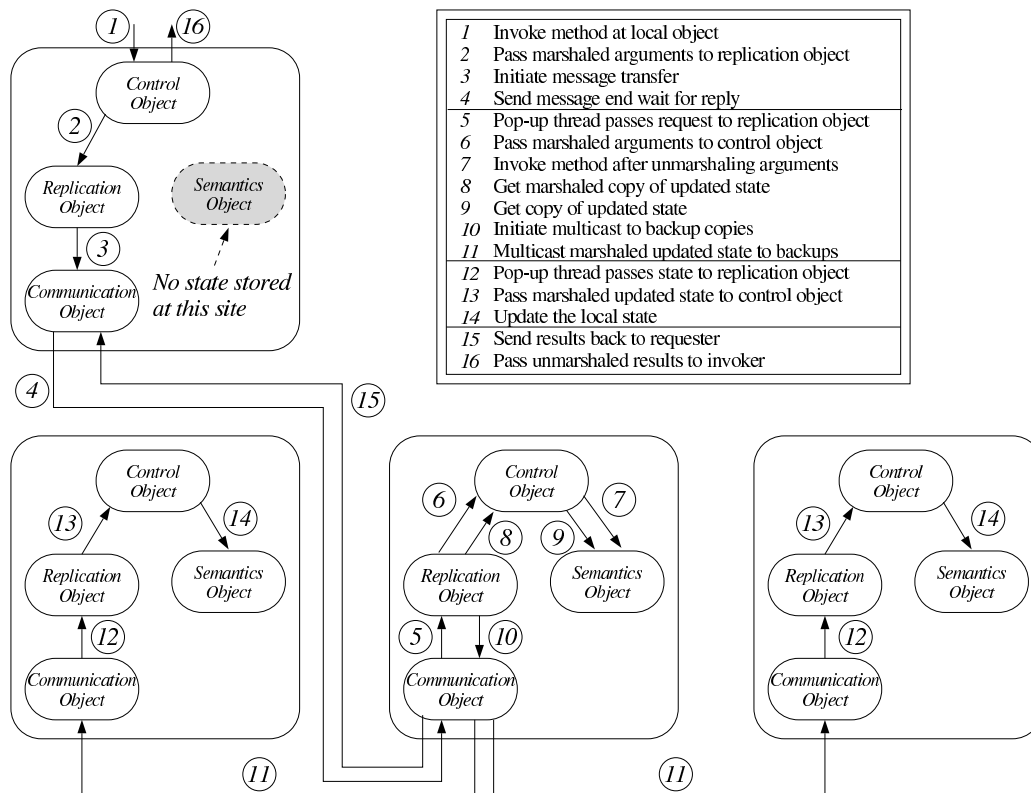 1
16
Control
Object
2
Replication
Object
Semantics
Object
3
Communication
Object
No state stored
at this site
4
15
1 Invoke method at local object
2 Pass marshaled arguments to replication object
3 Initiate message transfer
4 Send message end wait for reply
5 Pop-up thread passes request to replication object
6 Pass marshaled arguments to control object
7 Invoke method after unmarshaling arguments
8 Get marshaled copy of updated state
9 Get copy of updated state
10 Initiate multicast to backup copies
11 Multicast marshaled updated state to backups
12 Pop-up thread passes state to replication object
13 Pass marshaled updated state to control object
14 Update the local state
15 Send results back to requester
16 Pass unmarshaled results to invoker
Control
Object
13
14
Replication
Object
Semantics
Object
12
Communication
Object
11
Control
Object
6
7
8
9
Replication
Object
Semantics
Object
5
10
Communication
Object
11
Control
Object
13
14
Replication
Object
Semantics
Object
12
Communication
Object